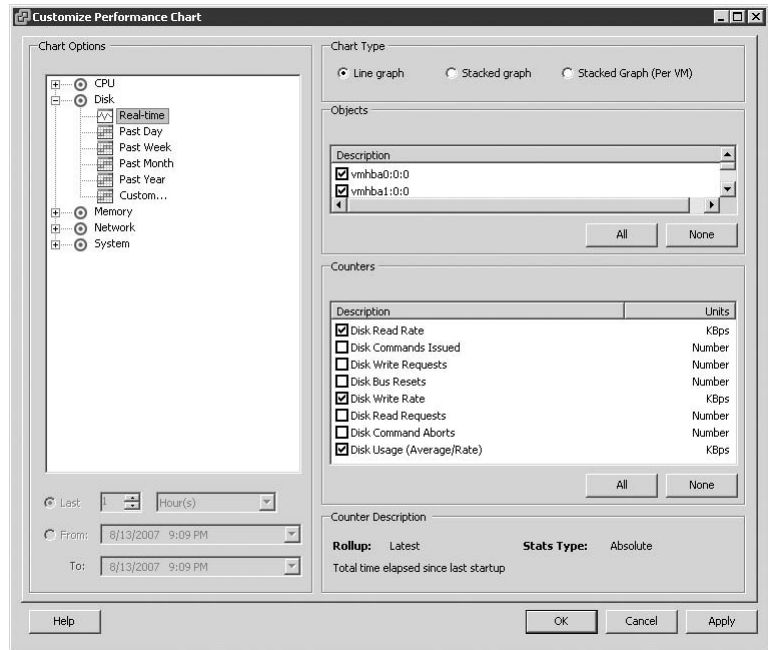 Customize Performance Chart
Chart Options
CPU
Disk
Real-time
Past Day
Past Week
Past Month
Past Year
Custom...
Memory
Network
System
Last 1 Hour(s)
From: 8/13/2007 9:09 PM
To: 8/13/2007 9:09 PM
Chart Type
Line graph Stacked graph Stacked Graph (Per VM)
Objects
Description
vmhba0:0:0
vmhba1:0:0
All None
Counters
Description Units
Disk Read Rate KBps
Disk Commands Issued Number
Disk Write Requests Number
Disk Bus Resets Number
Disk Write Rate KBps
Disk Read Requests Number
Disk Command Aborts Number
Disk Usage (Average/Rate) KBps
All None
Counter Description
Rollup: Latest Stats Type: Absolute
Total time elapsed since last startup
Help OK Cancel Apply